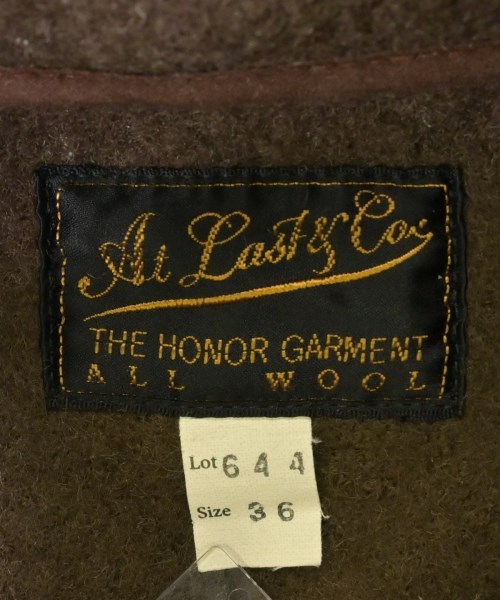 At Last & Co
THE HONOR GARMENT
ALL WOOL
Lot 644
Size 36